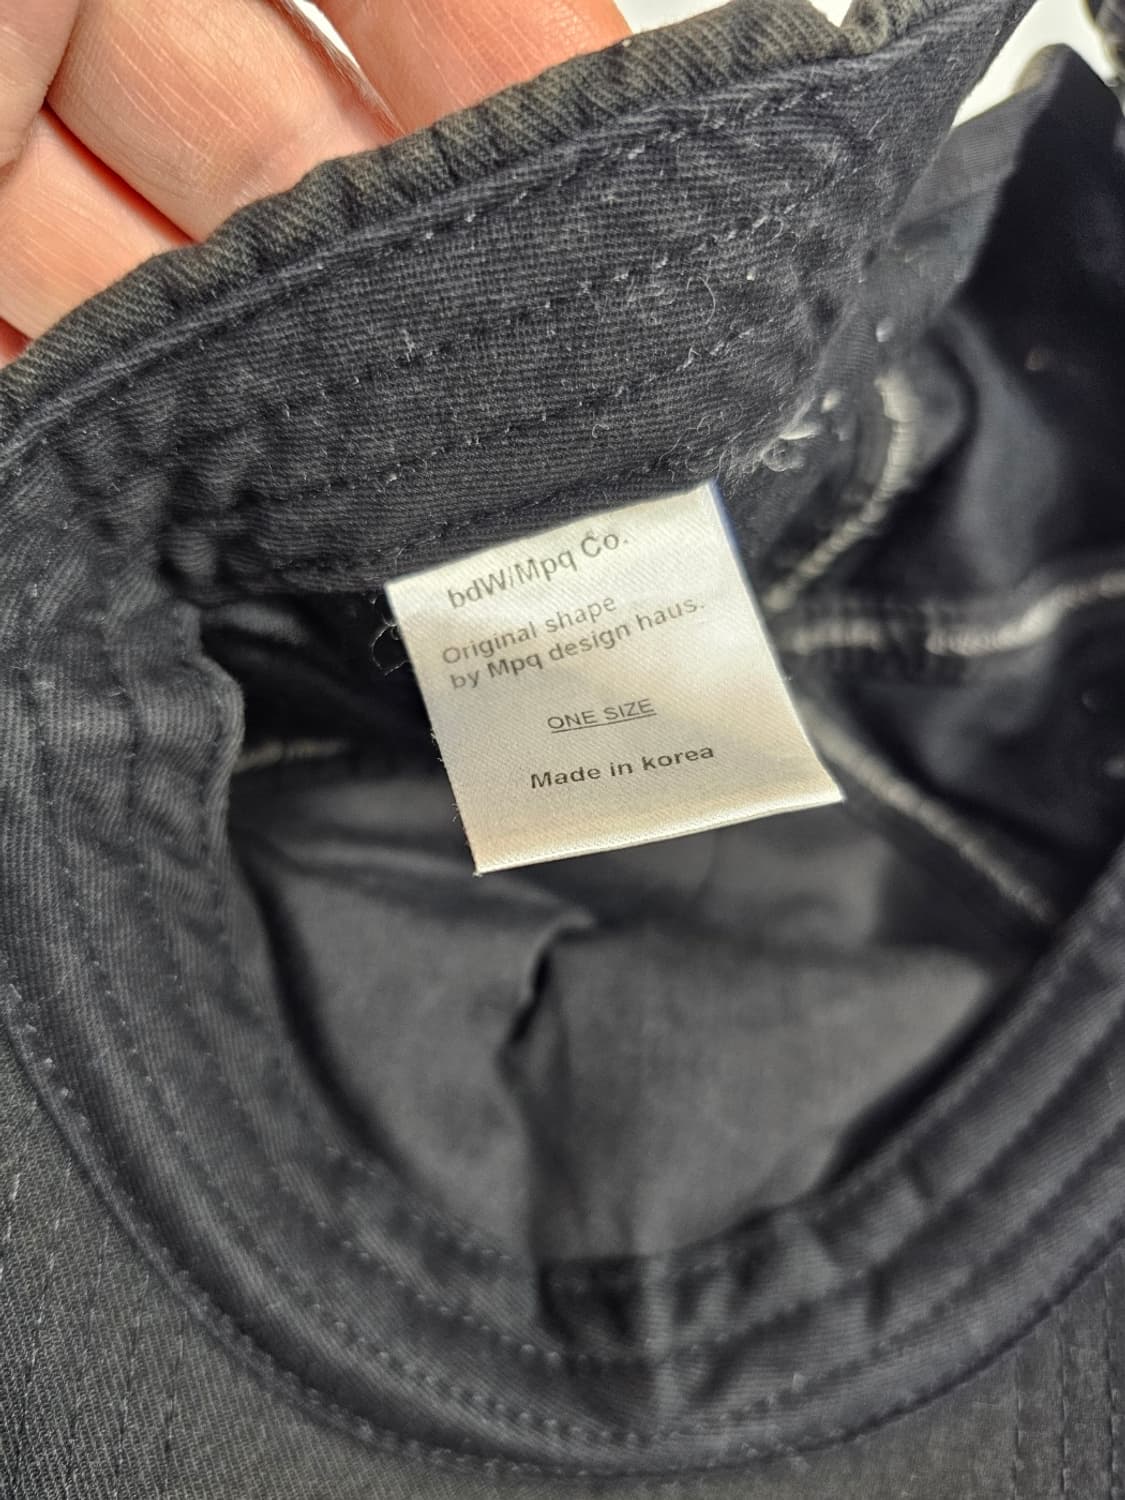 bdW/Mpq Co.
Original shape
by Mpq design haus.
ONE SIZE
Made in korea